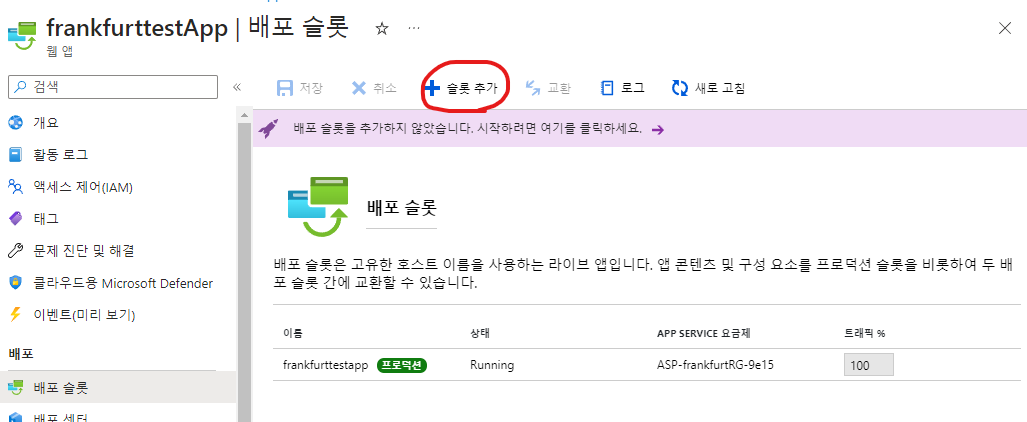 frankfurttestApp | 배포 슬롯
웹 앱
검색
저장 취소 슬롯 추가 교환 로그 새로 고침
배포 슬롯을 추가하지 않았습니다. 시작하려면 여기를 클릭하세요.
개요
활동 로그
액세스 제어(IAM)
태그
문제 진단 및 해결
클라우드용 Microsoft Defender
이벤트(미리 보기)
배포
배포 슬롯
배포 센터
배포 슬롯
배포 슬롯은 고유한 호스트 이름을 사용하는 라이브 앱입니다. 앱 콘텐츠 및 구성 요소를 프로덕션 슬롯을 비롯하여 두 배
포 슬롯 간에 교환할 수 있습니다.
이름 상태 APP SERVICE 요금제 트래픽 %
frankfurttestapp 프로덕션 Running ASP-frankfurtRG-9e15 100